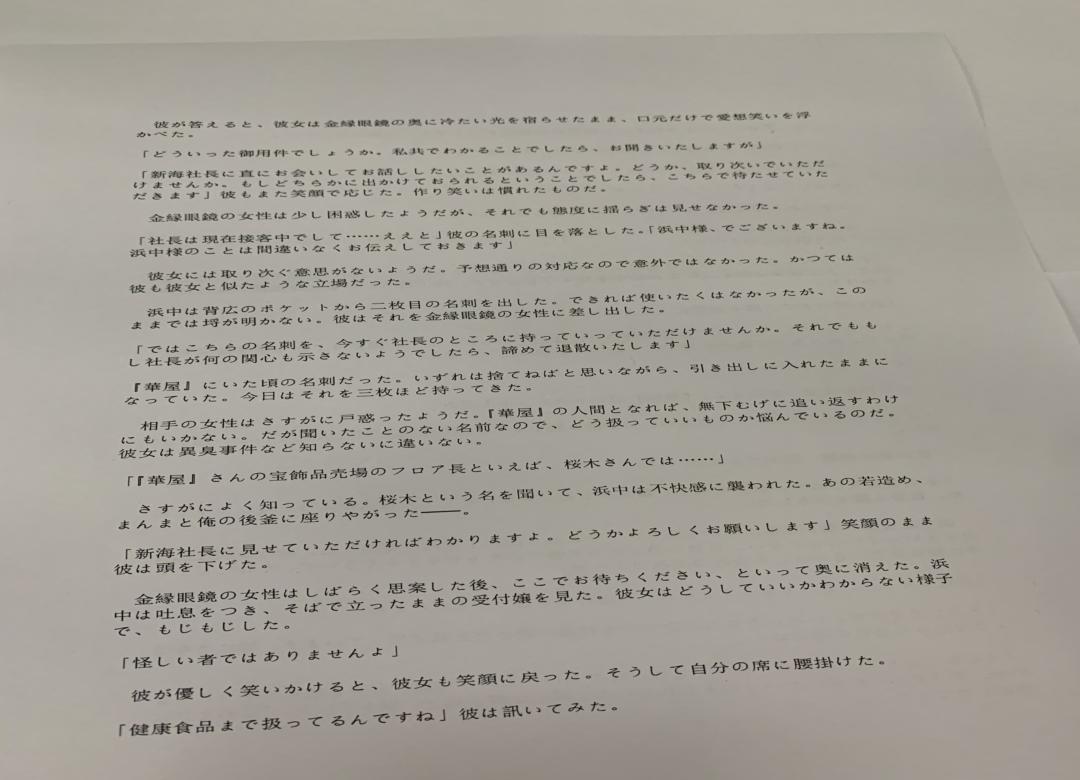 彼が答えると、彼女は金縁眼鏡の奥に冷たい光を宿らせたまま、口元だけで愛想笑いを浮
かべた。
「どういった御用件でしょうか。私共でわかることでしたら、お聞きいたしますが」
「新海社長に直にお会いしてお話ししたいことがあるんですよ。どうか、取り次いでいただ
けませんか。もしどちらかに出かけておられるということでしたら、こちらで待たせていた
だきます」彼もまた笑顔で応じた。作り笑いは慣れたものだ。
金縁眼鏡の女性は少し困惑したようだが、それでも態度に揺らぎは見せなかった。
「社長は現在接客中でして……ええと」彼の名刺に目を落とした。「浜中様、でございますね。
浜中様のことは間違いなくお伝えしておきます」
彼女には取り次ぐ意思がないようだ。予想通りの対応なので意外ではなかった。かつては
彼も彼女と似たような立場だった。
浜中は背広のポケットから二枚目の名刺を出した。できれば使いたくはなかったが、この
ままでは埒が明かない。彼はそれを金縁眼鏡の女性に差し出した。
「ではこちらの名刺を、今すぐ社長のところに持っていっていただけませんか。それでもも
し社長が何の関心も示さないようでしたら、諦めて退散いたします」
『華屋』にいた頃の名刺だった。いずれは捨てねばと思いながら、引き出しに入れたままに
なっていた。今日はそれを三枚ほど持ってきた。
相手の女性はさすがに戸惑ったようだ。『華屋』の人間となれば、無下むげに追い返すわけ
にもいかない。だが聞いたことのない名前なので、どう扱っていいものか悩んでいるのだ。
彼女は異臭事件など知らないに違いない。
「『華屋』さんの宝飾品売場のフロア長といえば、桜木さんでは……」
さすがによく知っている。桜木という名を聞いて、浜中は不快感に襲われた。あの若造め、
まんまと俺の後釜に座りやがった――。
「新海社長に見せていただければわかりますよ。どうかよろしくお願いします」笑顔のまま
彼は頭を下げた。
金縁眼鏡の女性はしばらく思案した後、ここでお待ちください、といって奥に消えた。浜
中は吐息をつき、そばで立ったままの受付嬢を見た。彼女はどうしていいかわからない様子
で、もじもじした。
「怪しい者ではありませんよ」
彼が優しく笑いかけると、彼女も笑顔に戻った。そうして自分の席に腰掛けた。
「健康食品まで扱ってるんですね」彼は訊いてみた。